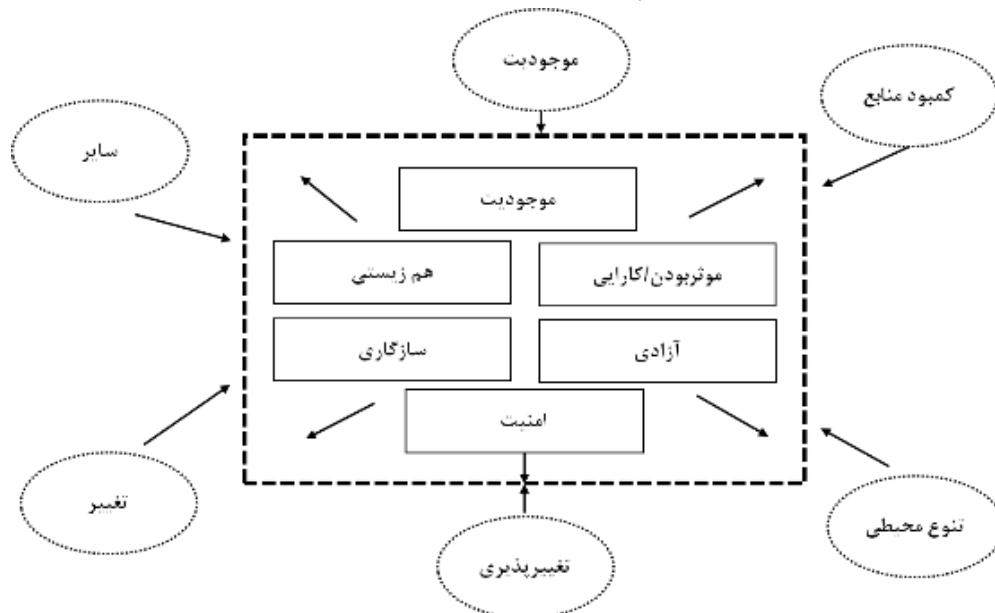 موجودیت
کمبود منابع
سایر
موجودیت
موثربودن/کارایی
هم زیستی
آزادی
سازگاری
امنیت
تغییر
تنوع محیطی
تغییرپذیری